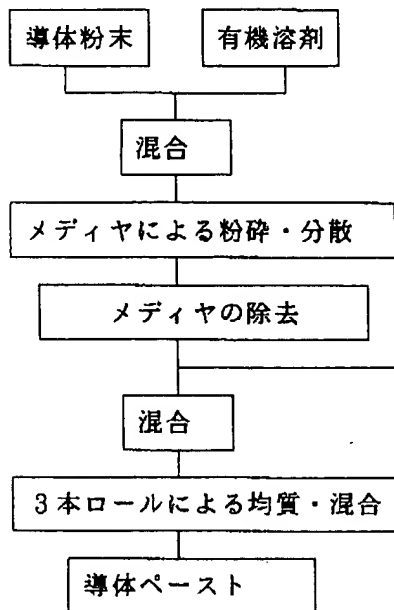 導体粉末
有機溶剤
混合
メディヤによる粉砕・分散
メディヤの除去
混合
3本ロールによる均質・混合
導体ペースト